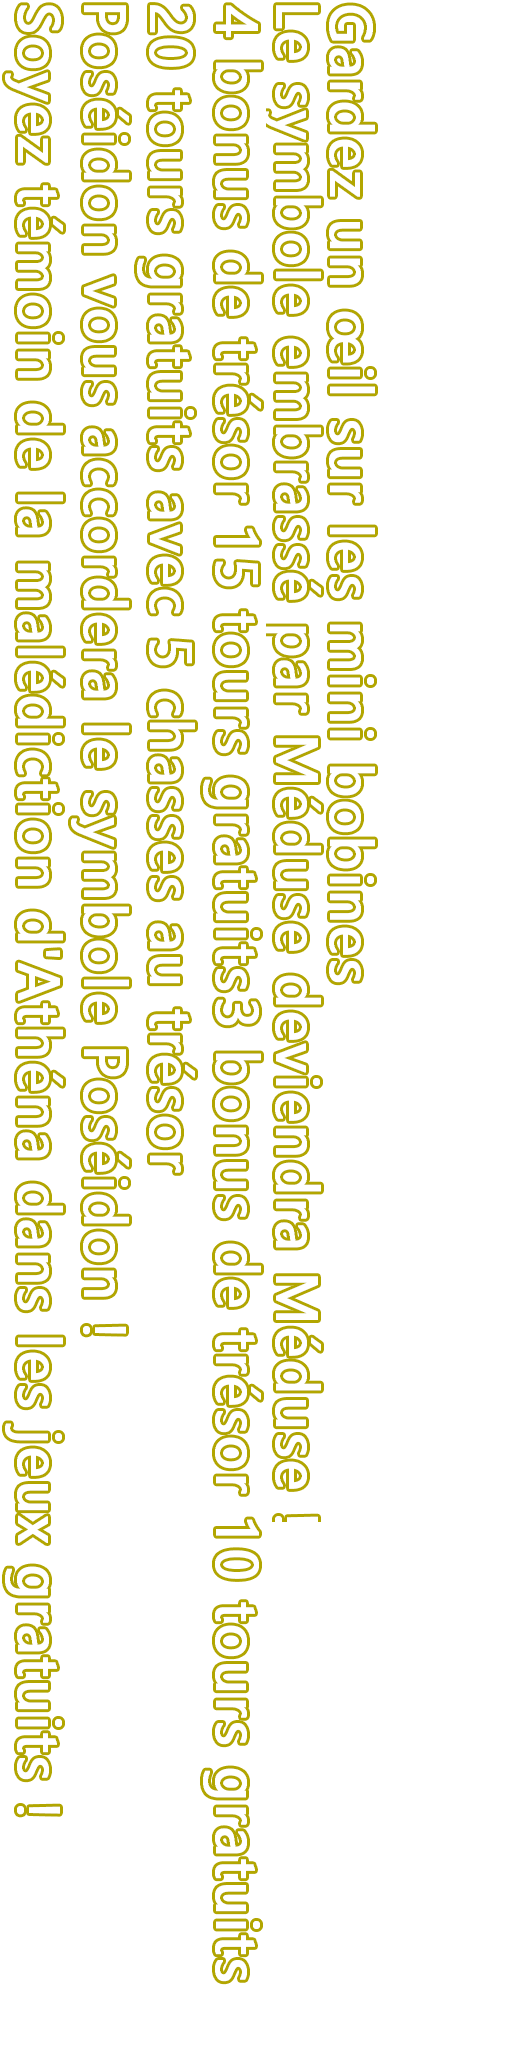 Gardez un œil sur les mini bobines
Le symbole embrassé par Méduse deviendra Méduse !
4 bonus de trésor 15 tours gratuits3 bonus de trésor 10 tours gratuits
20 tours gratuits avec 5 chasses au trésor
Poséidon vous accordera le symbole Poséidon !
Soyez témoin de la malédiction d'Athéna dans les jeux gratuits !